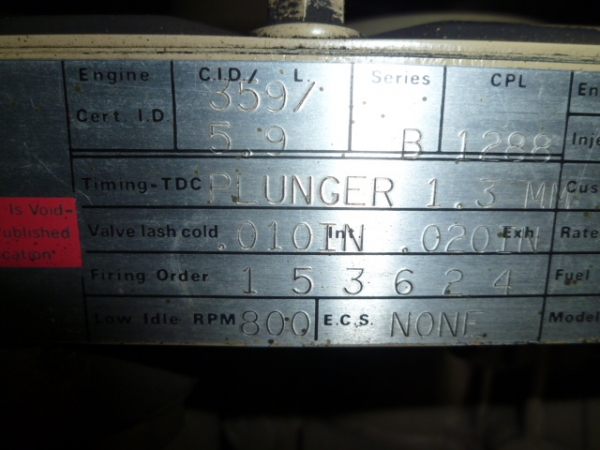 Engine C.I.D./ L. Series CPL En
Cert. I.D. 359/
5.9 B 1288 Inje
Timing-TDC PLUNGER 1.3 MM Cus
Is Void-
Valve lash cold .010IN Int. .020IN Exh Rate
ublished
cation"
Firing Order 1 5 3 6 2 4 Fuel
Low Idle RPM 800 E.C.S. NONE Model